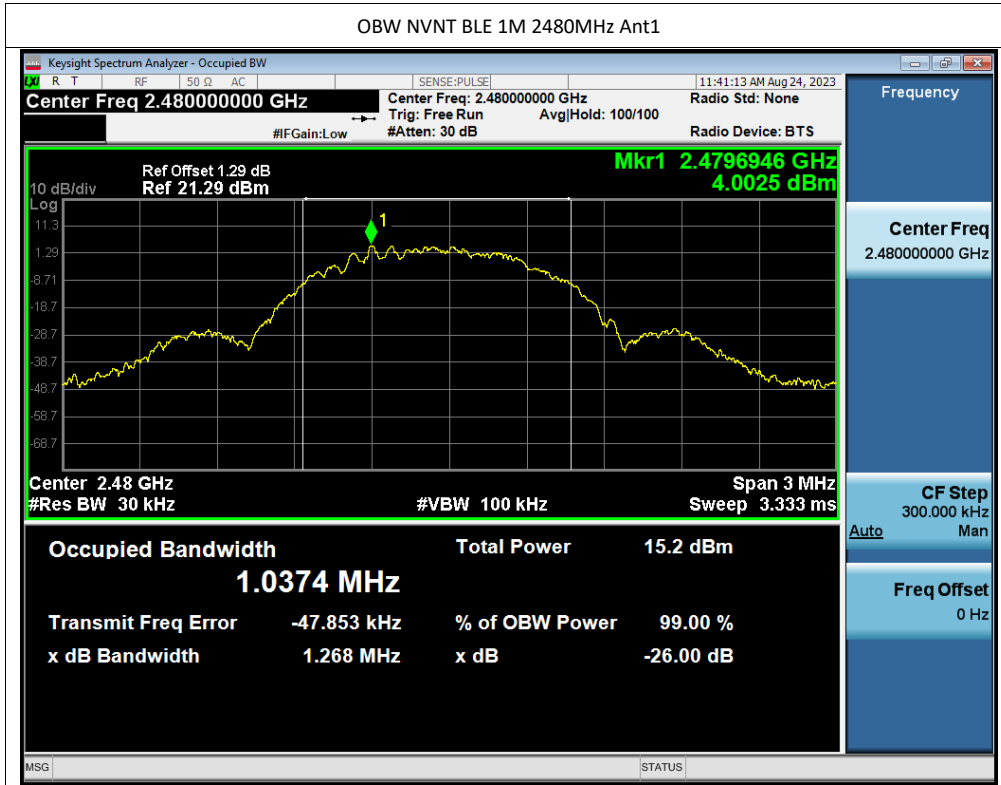 OBW NVNT BLE 1M 2480MHz Ant1
Keysight Spectrum Analyzer - Occupied BW
LXI R T RF 50 Ω AC SENSE:PULSE 11:41:13 AM Aug 24, 2023
Center Freq 2.480000000 GHz
Center Freq: 2.480000000 GHz
Radio Std: None
Trig: Free Run Avg|Hold: 100/100
#IFGain:Low
#Atten: 30 dB
Radio Device: BTS
Frequency
Mkr1 2.4796946 GHz
4.0025 dBm
Ref Offset 1.29 dB
10 dB/div Ref 21.29 dBm
Log
11.3
1.29
-8.71
-18.7
-28.7
-38.7
-48.7
-58.7
-68.7
1
Center 2.48 GHz
Span 3 MHz
#Res BW 30 kHz
#VBW 100 kHz
Sweep 3.333 ms
Center Freq
2.480000000 GHz
CF Step
300.000 kHz
Auto Man
Freq Offset
0 Hz
Occupied Bandwidth
1.0374 MHz
Total Power 15.2 dBm
Transmit Freq Error -47.853 kHz
% of OBW Power 99.00 %
x dB Bandwidth 1.268 MHz
x dB -26.00 dB
MSG
STATUS